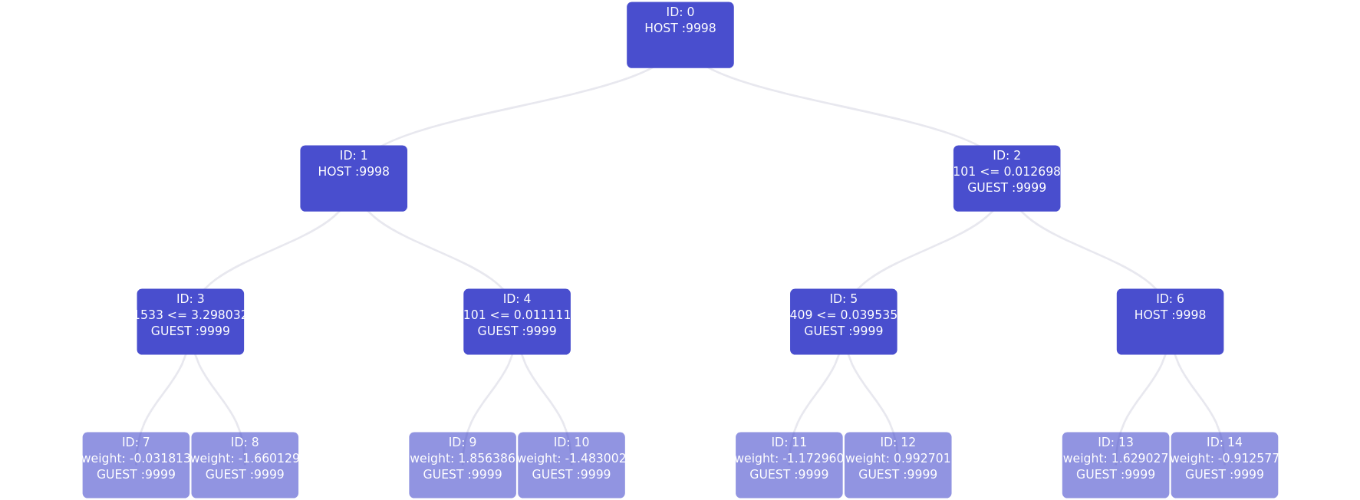 ID: 0
HOST :9998
ID: 1
HOST :9998
ID: 2
101 <= 0.012698
GUEST :9999
ID: 3
1533 <= 3.298032
GUEST :9999
ID: 4
101 <= 0.011111
GUEST :9999
ID: 5
409 <= 0.039535
GUEST :9999
ID: 6
HOST :9998
ID: 7
weight: -0.031813
GUEST :9999
ID: 8
weight: -1.660129
GUEST :9999
ID: 9
weight: 1.856386
GUEST :9999
ID: 10
weight: -1.483002
GUEST :9999
ID: 11
weight: -1.172960
GUEST :9999
ID: 12
weight: 0.992701
GUEST :9999
ID: 13
weight: 1.629027
GUEST :9999
ID: 14
weight: -0.912577
GUEST :9999